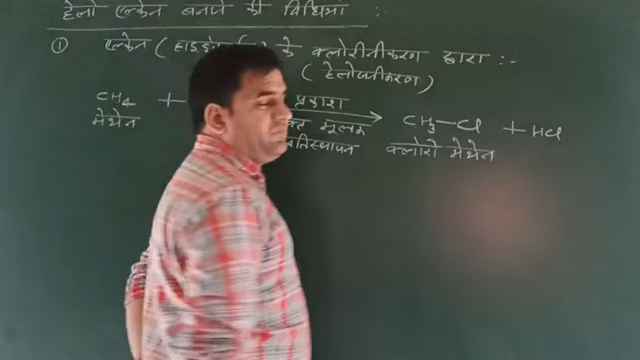 हेलो एल्केन बनाने की विधियां :-
① एल्केन ( हाइड्रो ) के क्लोरीनीकरण द्वारा :-
( हेलोजनीकरण )
CH₄ + प्रकाश CH₃—Cl + HCl
मेथेन मूलक क्लोरो मेथेन
प्रतिस्थापन